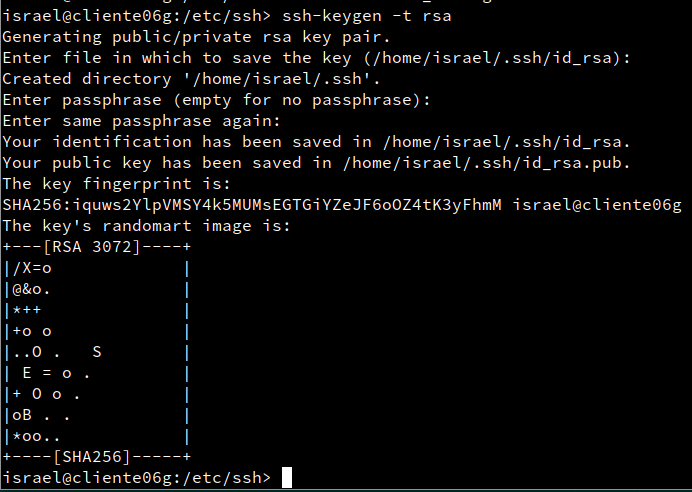 israel@cliente06g:/etc/ssh> ssh-keygen -t rsa
Generating public/private rsa key pair.
Enter file in which to save the key (/home/israel/.ssh/id_rsa):
Created directory '/home/israel/.ssh'.
Enter passphrase (empty for no passphrase):
Enter same passphrase again:
Your identification has been saved in /home/israel/.ssh/id_rsa.
Your public key has been saved in /home/israel/.ssh/id_rsa.pub.
The key fingerprint is:
SHA256:iquws2YlpVMSY4k5MUMsEGTGiYZeJF6oOZ4tK3yFhmM israel@cliente06g
The key's randomart image is:
+---[RSA 3072]----+
|/X=o             |
|@&o.             |
|*++              |
|+o o             |
|..O .   S        |
| E = o .         |
|+ O o .          |
|oB . .           |
|*oo..            |
+----[SHA256]-----+
israel@cliente06g:/etc/ssh>